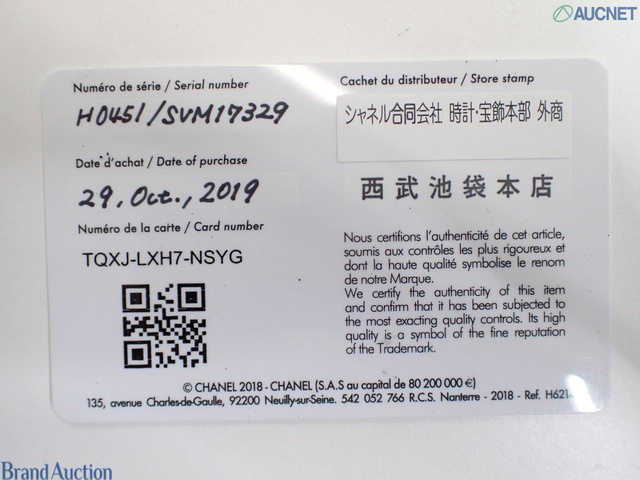 AUCNET
Numéro de série / Serial number
H0451/SVM17329
Date d'achat / Date of purchase
29, Oct., 2019
Numéro de la carte / Card number
TQXJ-LXH7-NSYG
Cachet du distributeur / Store stamp
シャネル合同会社 時計・宝飾本部 外商
西武池袋本店
Nous certifions l'authenticité de cet article,
soumis aux contrôles les plus rigoureux et
dont la haute qualité symbolise le renom
de notre Marque.
We certify the authenticity of this item
and confirm that it has been subjected to
the most exacting quality controls. Its high
quality is a symbol of the fine reputation
of the Trademark.
© CHANEL 2018 - CHANEL (S.A.S au capital de 80 200 000 €)
135, avenue Charles-de-Gaulle, 92200 Neuilly-sur-Seine. 542 052 766 R.C.S. Nanterre - 2018 - Ref.
Brand Auction